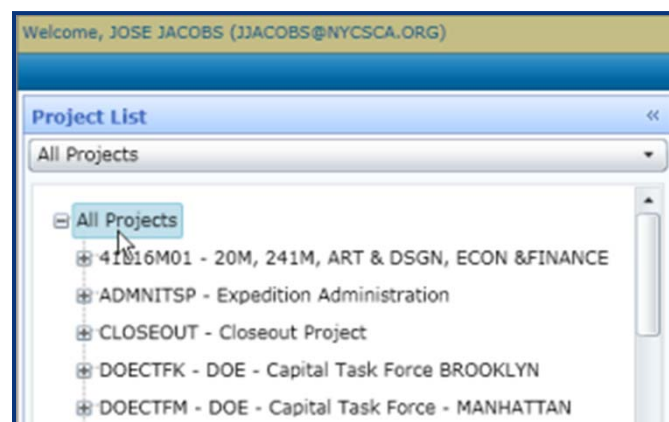 Welcome, JOSE JACOBS (JJACOBS@NYCSCA.ORG)
Project List
All Projects
All Projects
41016M01 - 20M, 241M, ART & DSGN, ECON &FINANCE
ADMNITSP - Expedition Administration
CLOSEOUT - Closeout Project
DOECTFK - DOE - Capital Task Force BROOKLYN
DOECTFM - DOE - Capital Task Force - MANHATTAN